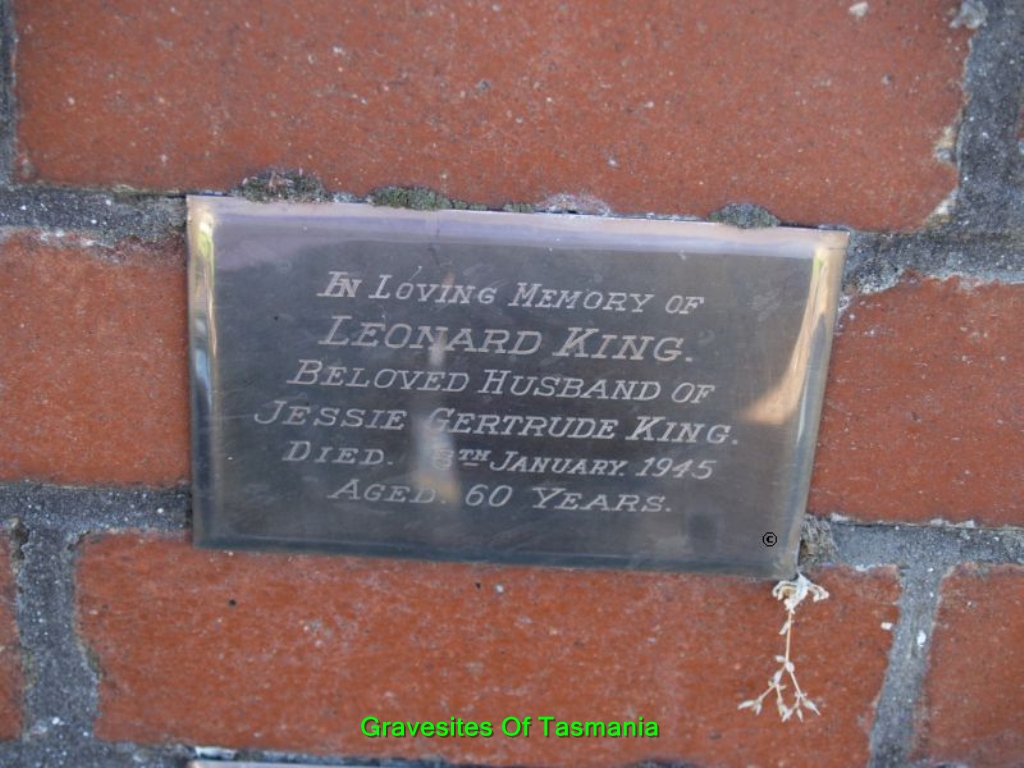 In Loving Memory of
Leonard King.
Beloved Husband of
Jessie Gertrude King.
Died. 8th January. 1945
Aged. 60 Years.
©
Gravesites Of Tasmania